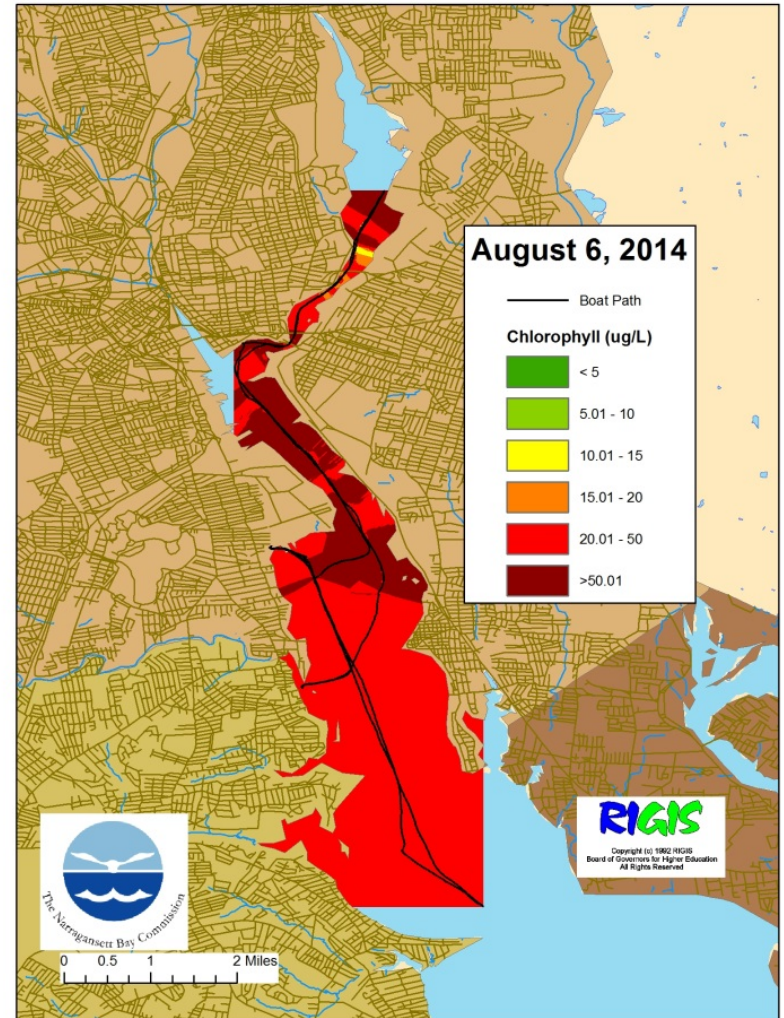 August 6, 2014
Boat Path
Chlorophyll (ug/L)
< 5
5.01 - 10
10.01 - 15
15.01 - 20
20.01 - 50
>50.01
RIGIS
Copyright (c) 1992 RIGIS
Board of Governors for Higher Education
All Rights Reserved
The Narragansett Bay Commission
0 0.5 1 2 Miles